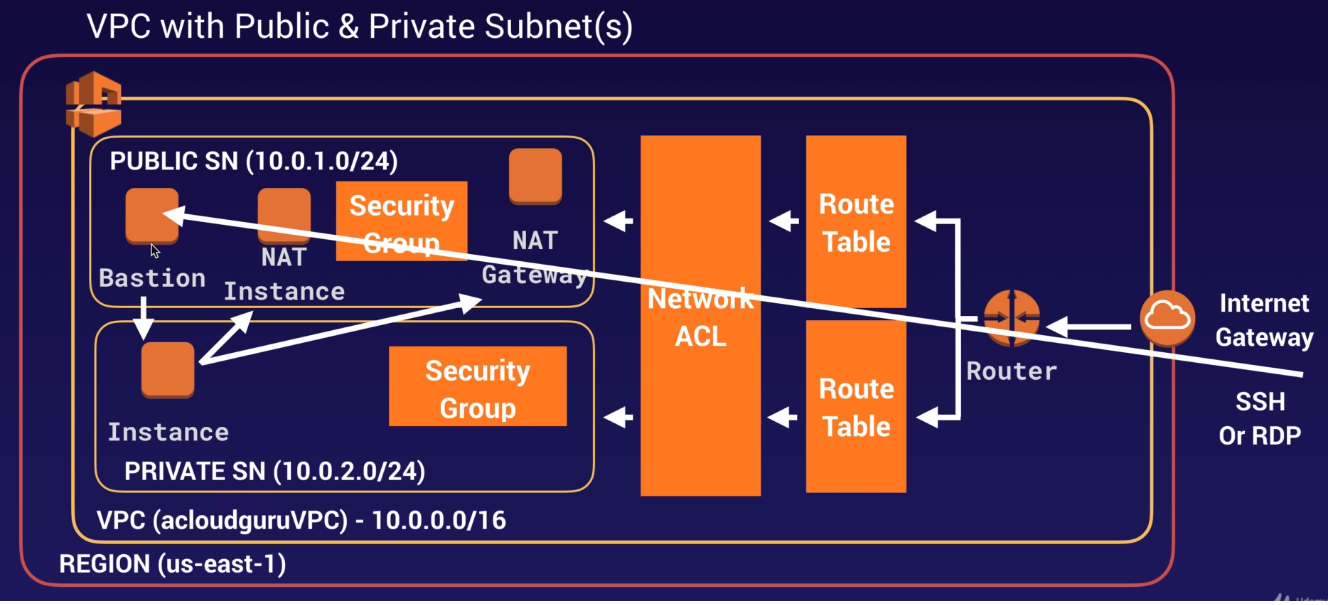 VPC with Public & Private Subnet(s)
PUBLIC SN (10.0.1.0/24)
Bastion
NAT
Instance
Security
Group
NAT
Gateway
Instance
Security
Group
PRIVATE SN (10.0.2.0/24)
Network
ACL
Route
Table
Route
Table
Router
Internet
Gateway
SSH
Or RDP
VPC (acloudguruVPC) - 10.0.0.0/16
REGION (us-east-1)